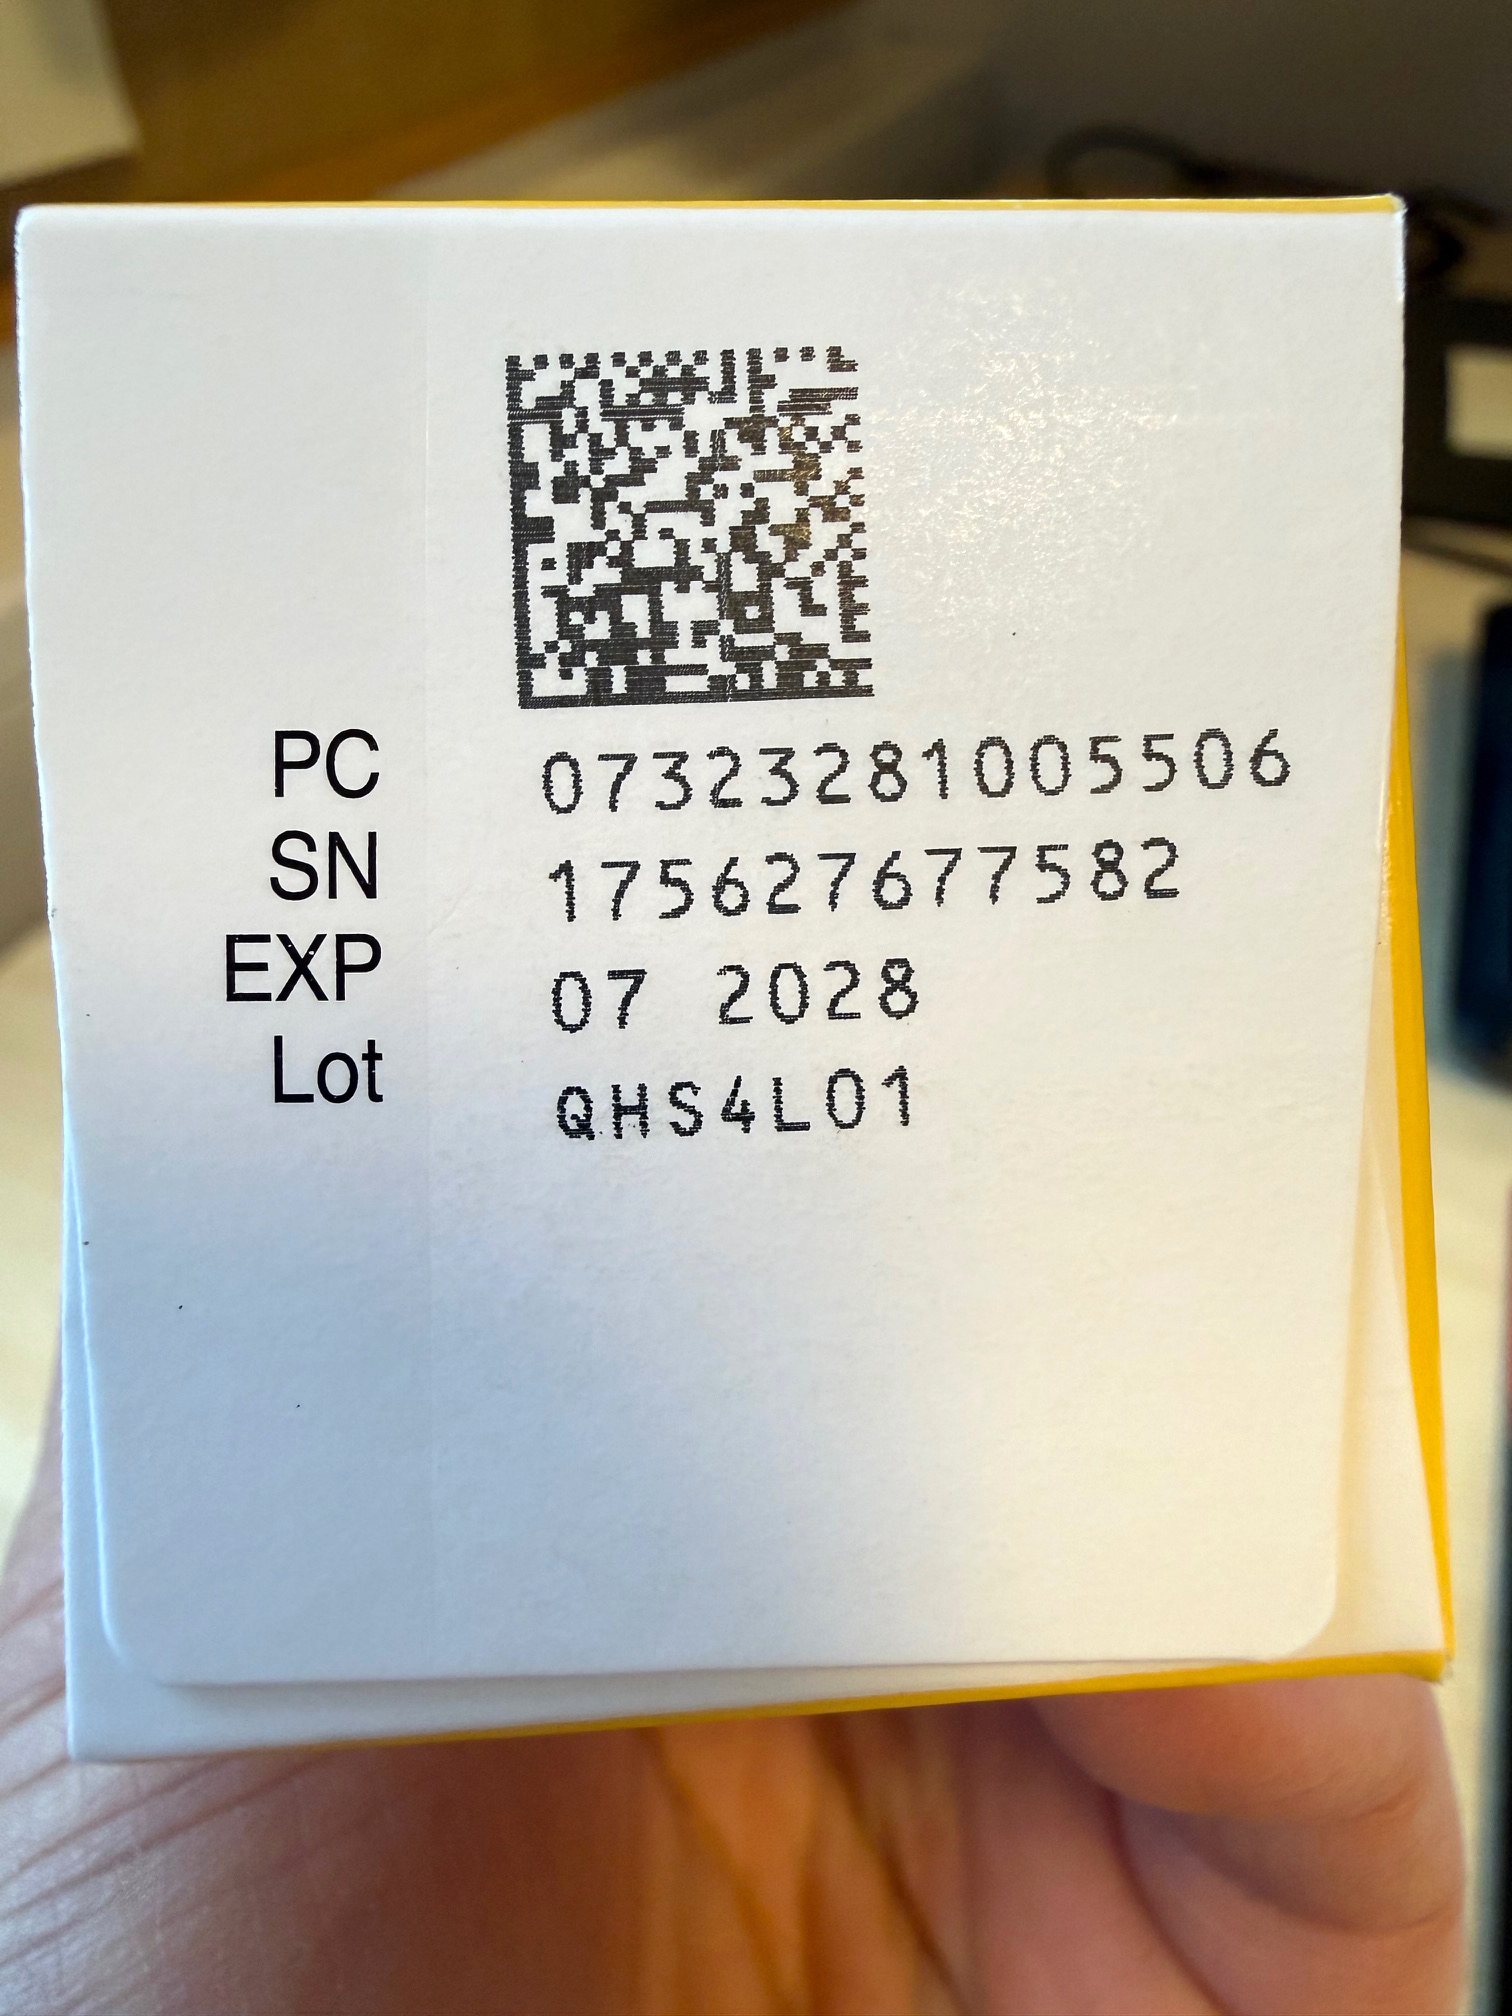 PC 07323281005506
SN 175627677582
EXP 07 2028
Lot QHS4L01